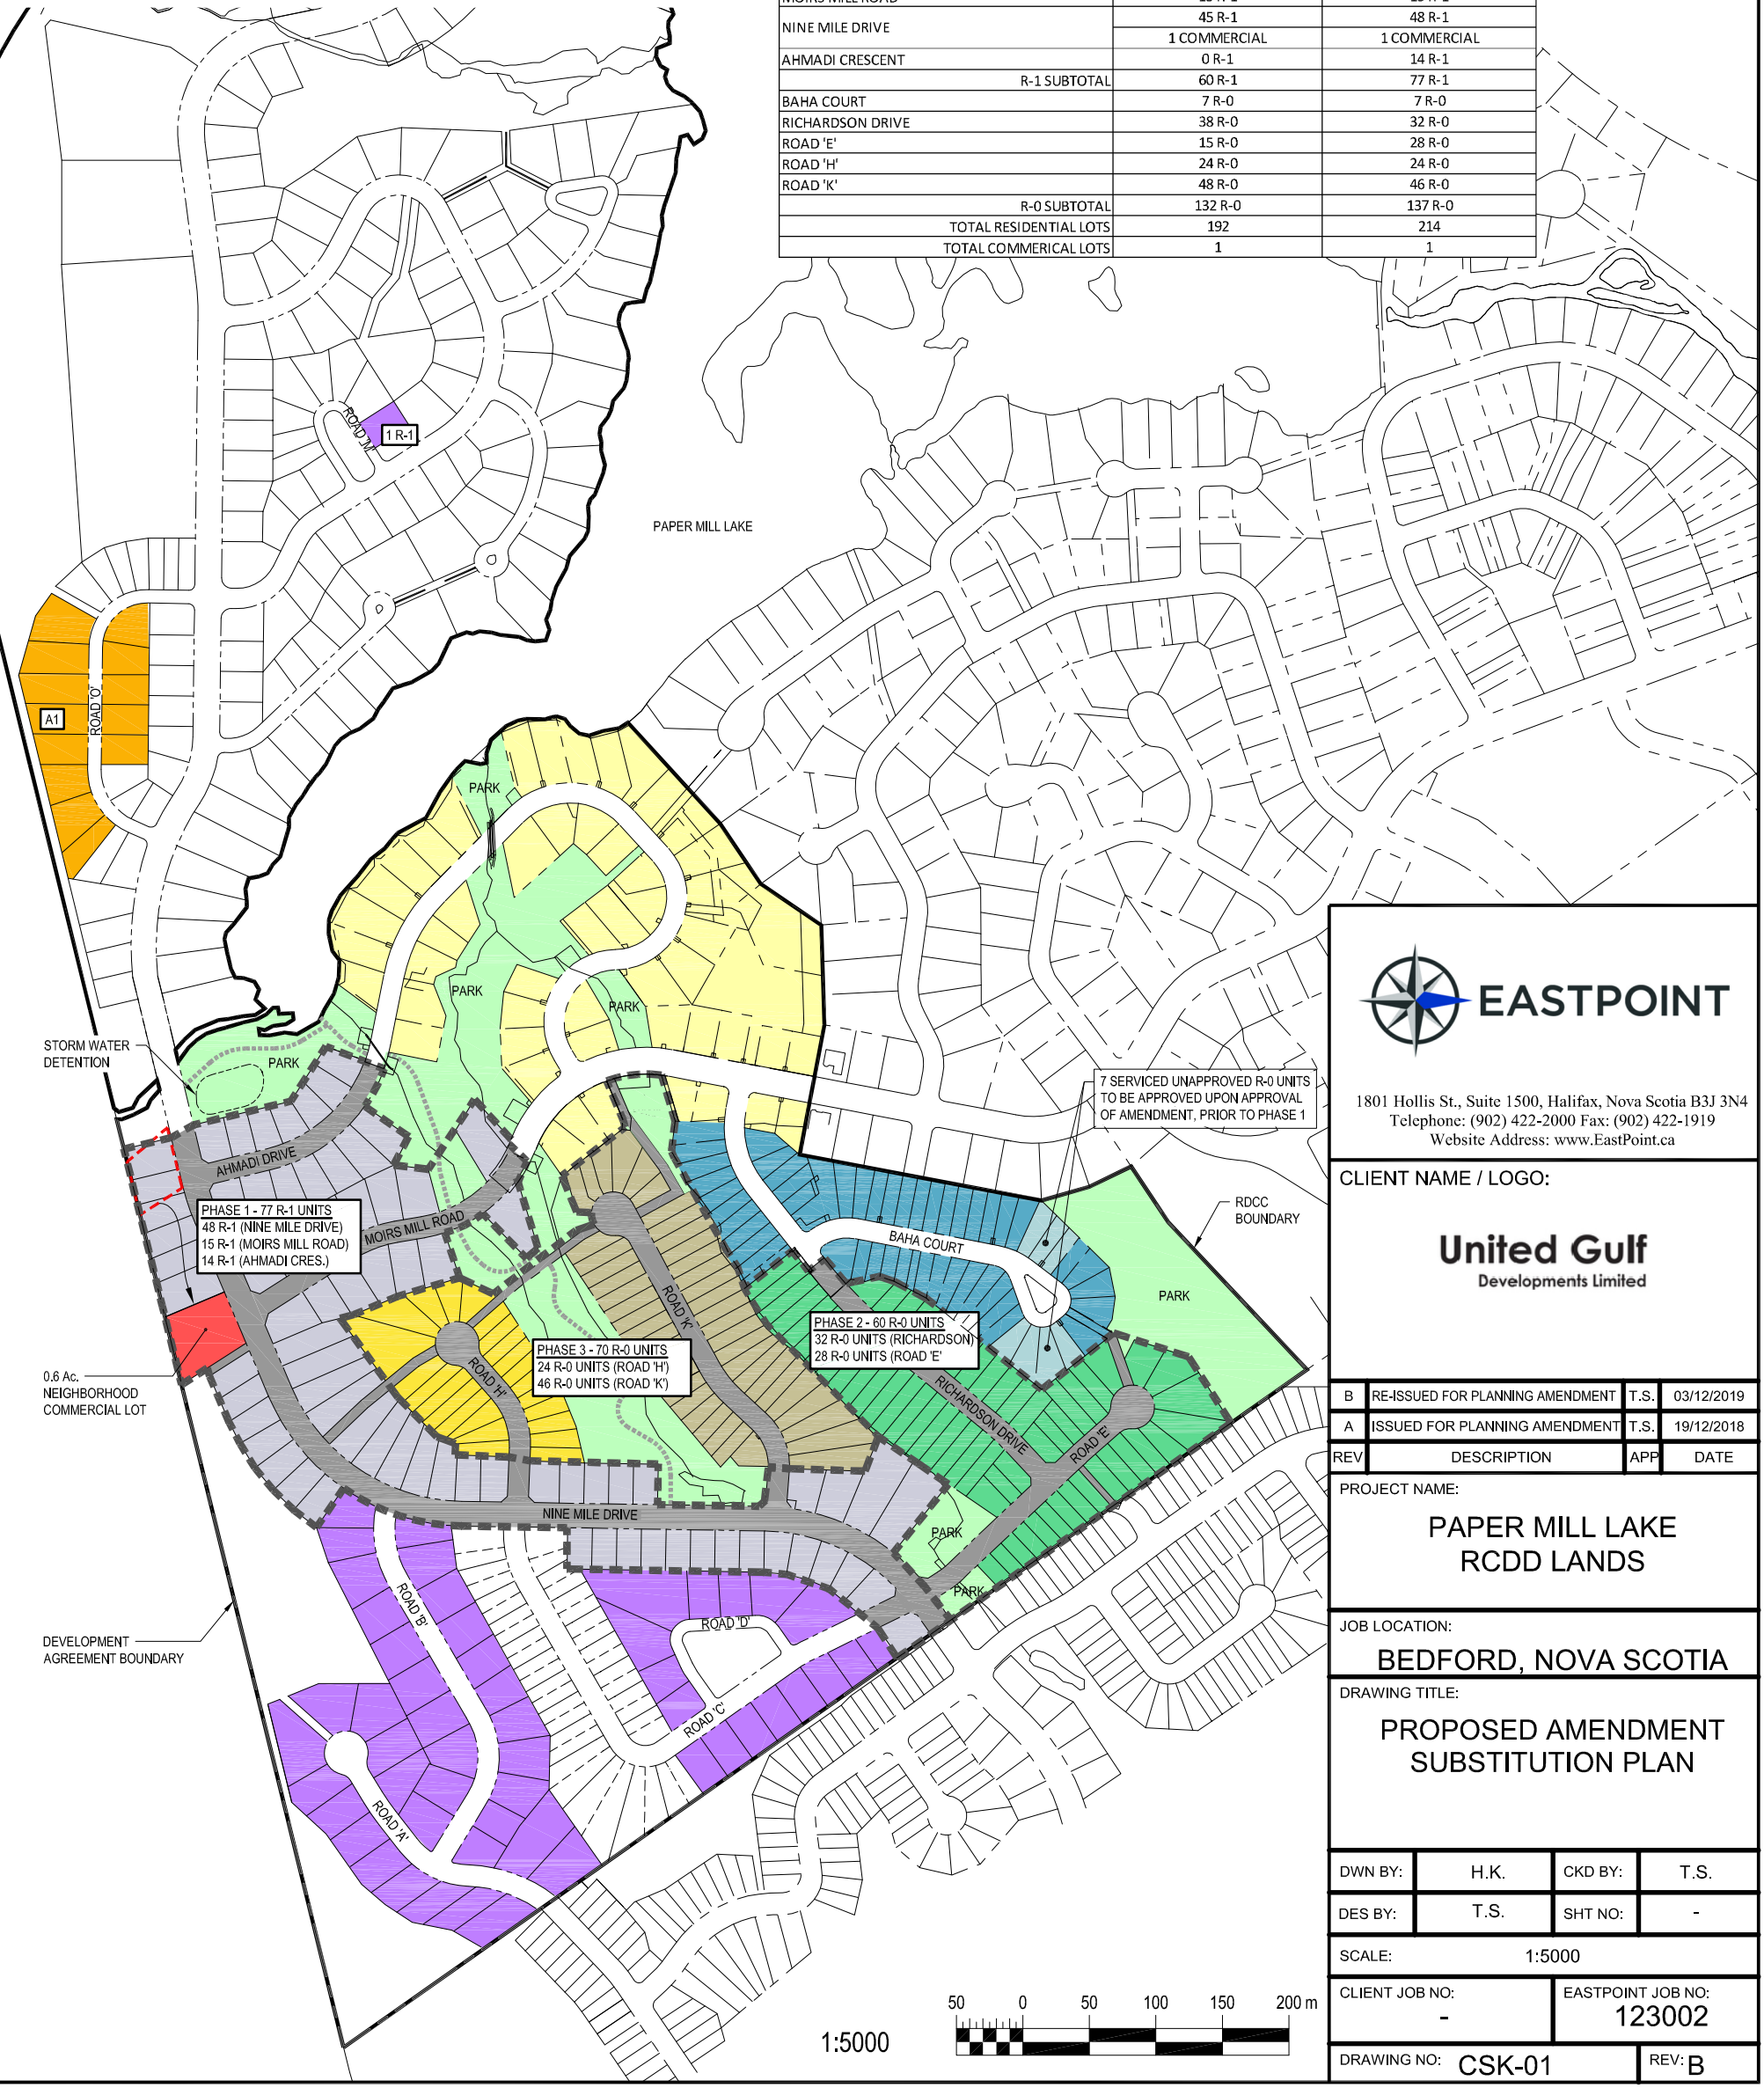 NINE MILE DRIVE 45 R-1 48 R-1
1 COMMERCIAL 1 COMMERCIAL
AHMADI CRESCENT 0 R-1 14 R-1
R-1 SUBTOTAL 60 R-1 77 R-1
BAHA COURT 7 R-0 7 R-0
RICHARDSON DRIVE 38 R-0 32 R-0
ROAD 'E' 15 R-0 28 R-0
ROAD 'H' 24 R-0 24 R-0
ROAD 'K' 48 R-0 46 R-0
R-0 SUBTOTAL 132 R-0 137 R-0
TOTAL RESIDENTIAL LOTS 192 214
TOTAL COMMERICAL LOTS 1 1
ROAD 'M'
1 R-1
PAPER MILL LAKE
A1
ROAD 'O'
PARK
PARK
PARK
STORM WATER
DETENTION
PARK
7 SERVICED UNAPPROVED R-0 UNITS
TO BE APPROVED UPON APPROVAL
OF AMENDMENT, PRIOR TO PHASE 1
AHMADI DRIVE
RDCC
BOUNDARY
PHASE 1 - 77 R-1 UNITS
48 R-1 (NINE MILE DRIVE)
15 R-1 (MOIRS MILL ROAD)
14 R-1 (AHMADI CRES.)
MOIRS MILL ROAD
BAHA COURT
PARK
ROAD 'K'
PHASE 2 - 60 R-0 UNITS
32 R-0 UNITS (RICHARDSON)
28 R-0 UNITS (ROAD 'E'
PHASE 3 - 70 R-0 UNITS
24 R-0 UNITS (ROAD 'H')
46 R-0 UNITS (ROAD 'K')
ROAD 'H'
0.6 Ac.
NEIGHBORHOOD
COMMERCIAL LOT
RICHARDSON DRIVE
ROAD 'E'
NINE MILE DRIVE
PARK
PARK
ROAD 'B'
ROAD 'D'
DEVELOPMENT
AGREEMENT BOUNDARY
ROAD 'C'
ROAD 'A'
1:5000
50 0 50 100 150 200 m
EASTPOINT
1801 Hollis St., Suite 1500, Halifax, Nova Scotia B3J 3N4
Telephone: (902) 422-2000 Fax: (902) 422-1919
Website Address: www.EastPoint.ca
CLIENT NAME / LOGO:
United Gulf
Developments Limited
B RE-ISSUED FOR PLANNING AMENDMENT T.S. 03/12/2019
A ISSUED FOR PLANNING AMENDMENT T.S. 19/12/2018
REV DESCRIPTION APP DATE
PROJECT NAME:
PAPER MILL LAKE
RCDD LANDS
JOB LOCATION:
BEDFORD, NOVA SCOTIA
DRAWING TITLE:
PROPOSED AMENDMENT
SUBSTITUTION PLAN
DWN BY: H.K. CKD BY: T.S.
DES BY: T.S. SHT NO: -
SCALE: 1:5000
CLIENT JOB NO: - EASTPOINT JOB NO: 123002
DRAWING NO: CSK-01 REV: B